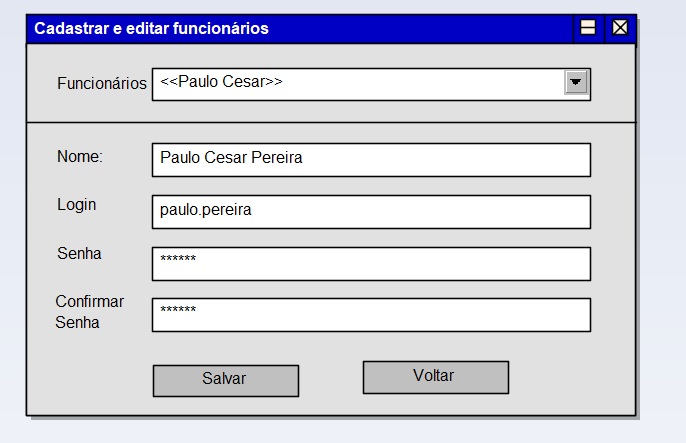 Cadastrar e editar funcionários
Funcionários <<Paulo Cesar>>
Nome: Paulo Cesar Pereira
Login paulo.pereira
Senha ******
Confirmar Senha ******
Salvar Voltar